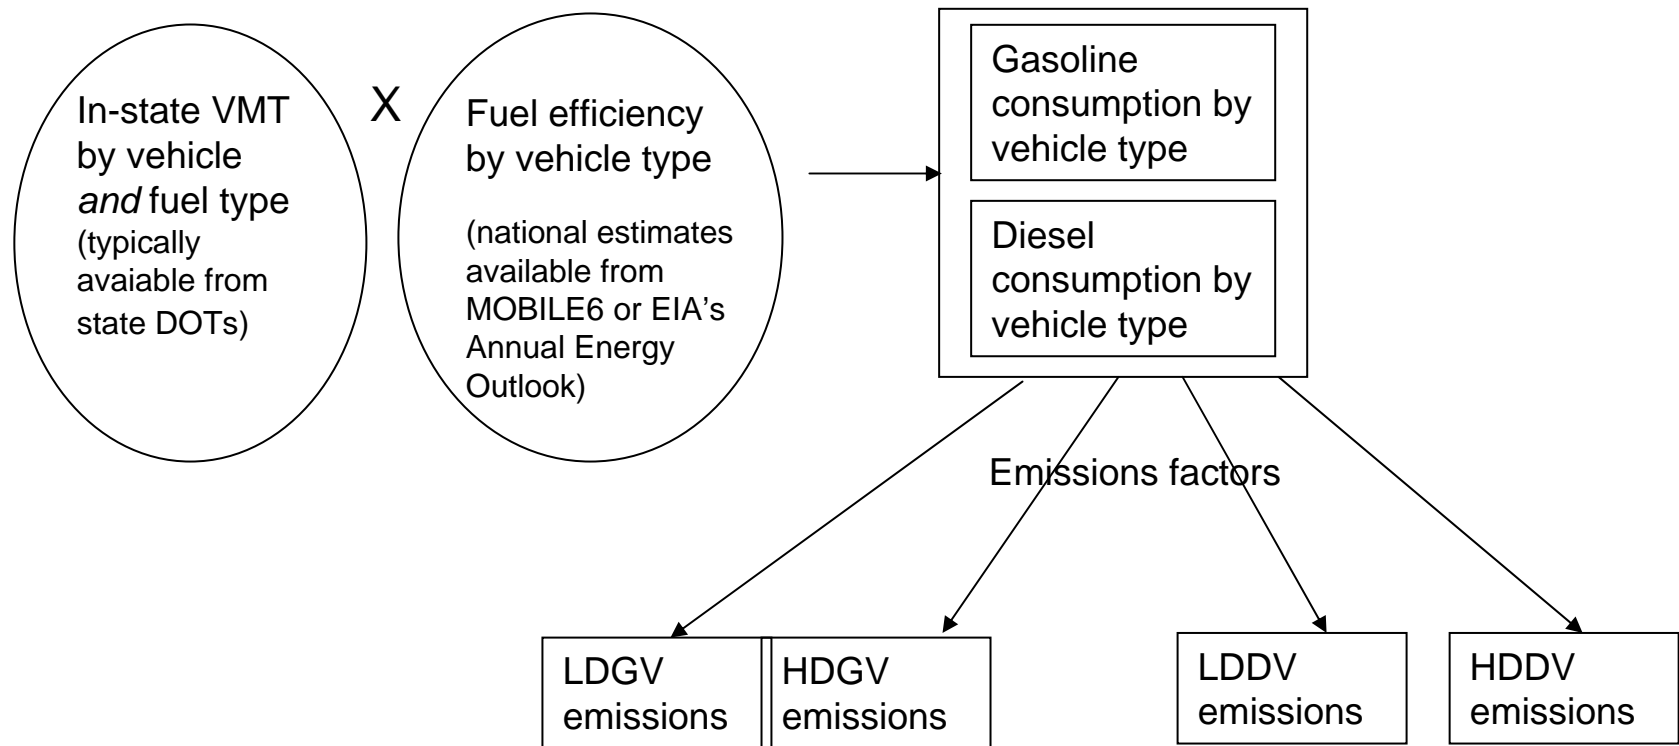 In-state VMT
by vehicle
and fuel type
(typically
avaiable from
state DOTs)
X
Fuel efficiency
by vehicle type
(national estimates
available from
MOBILE6 or EIA’s
Annual Energy
Outlook)
Gasoline
consumption by
vehicle type
Diesel
consumption by
vehicle type
Emissions factors
LDGV
emissions
HDGV
emissions
LDDV
emissions
HDDV
emissions